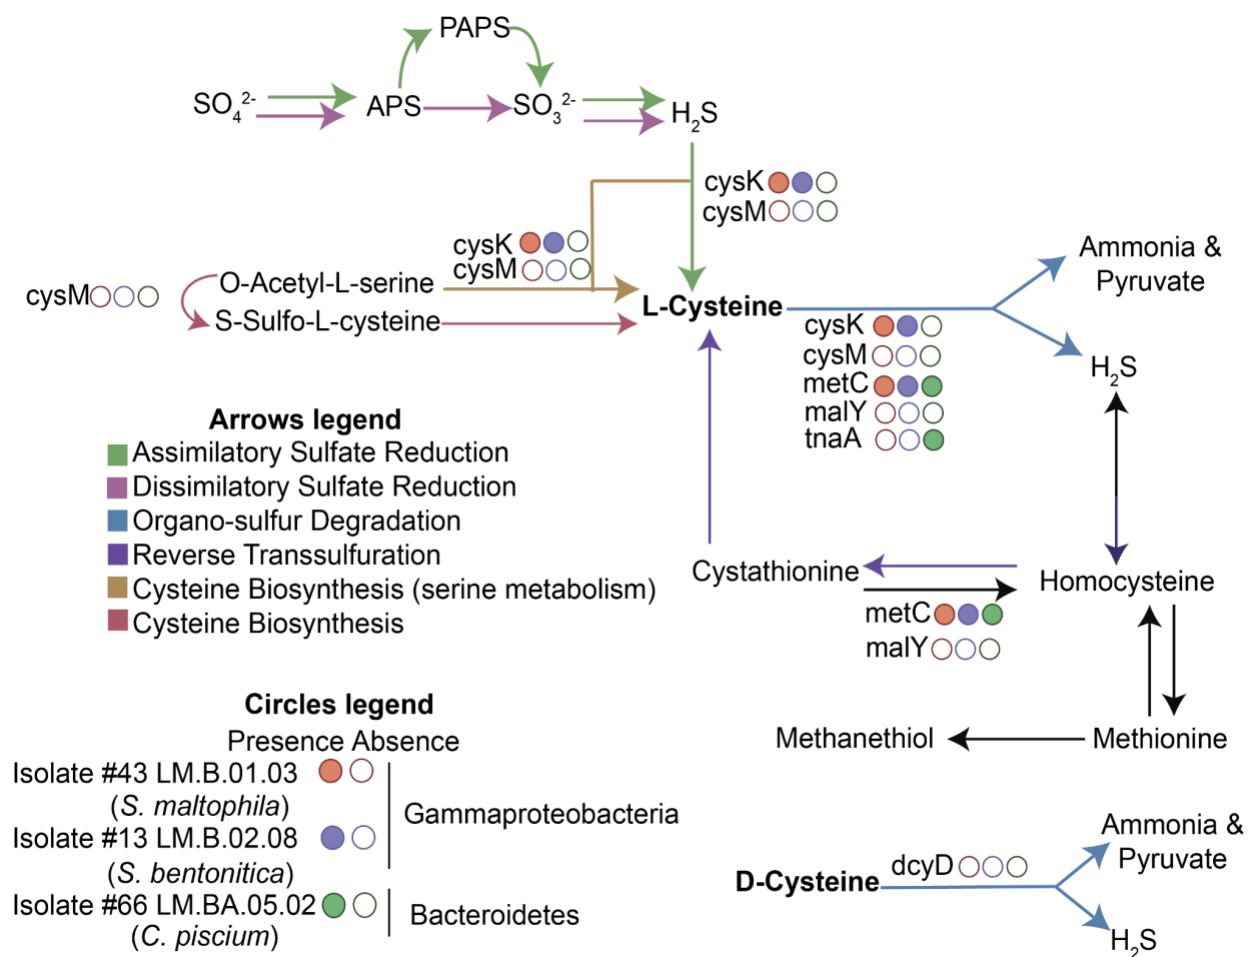 PAPS
SO₄²⁻
APS
SO₃²⁻
H₂S
cysK
cysM
cysK
cysM
cysM
O-Acetyl-L-serine
S-Sulfo-L-cysteine
L-Cysteine
Ammonia &
Pyruvate
H₂S
cysK
cysM
metC
malY
tnaA
Arrows legend
Assimilatory Sulfate Reduction
Dissimilatory Sulfate Reduction
Organo-sulfur Degradation
Reverse Transsulfuration
Cysteine Biosynthesis (serine metabolism)
Cysteine Biosynthesis
Cystathionine
Homocysteine
metC
malY
Methanethiol
Methionine
Circles legend
Presence Absence
Isolate #43 LM.B.01.03
(S. maltophila)
Isolate #13 LM.B.02.08
(S. bentonitica)
Gammaproteobacteria
Isolate #66 LM.BA.05.02
(C. piscium)
Bacteroidetes
D-Cysteine
dcyD
Ammonia &
Pyruvate
H₂S